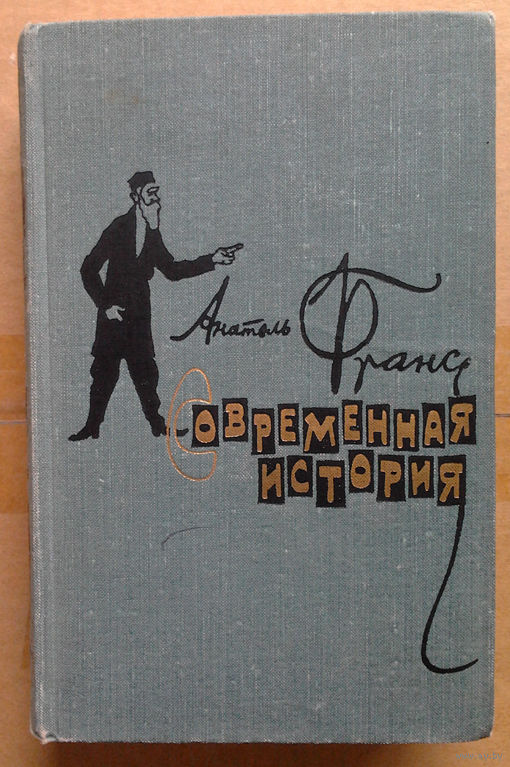 Анатоль Франс
Современная
история